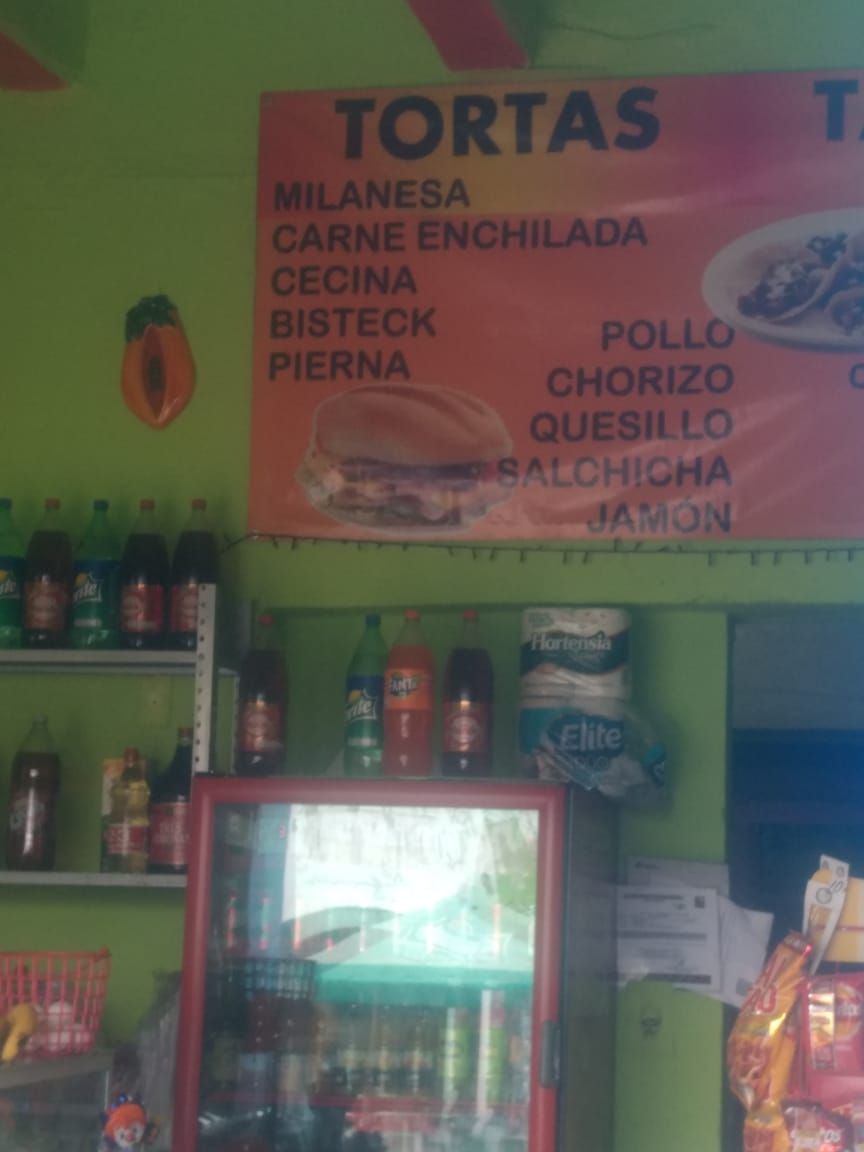 TORTAS
MILANESA
CARNE ENCHILADA
CECINA
BISTECK
PIERNA
POLLO
CHORIZO
QUESILLO
SALCHICHA
JAMÓN
FANTA
Hortensia
Elite